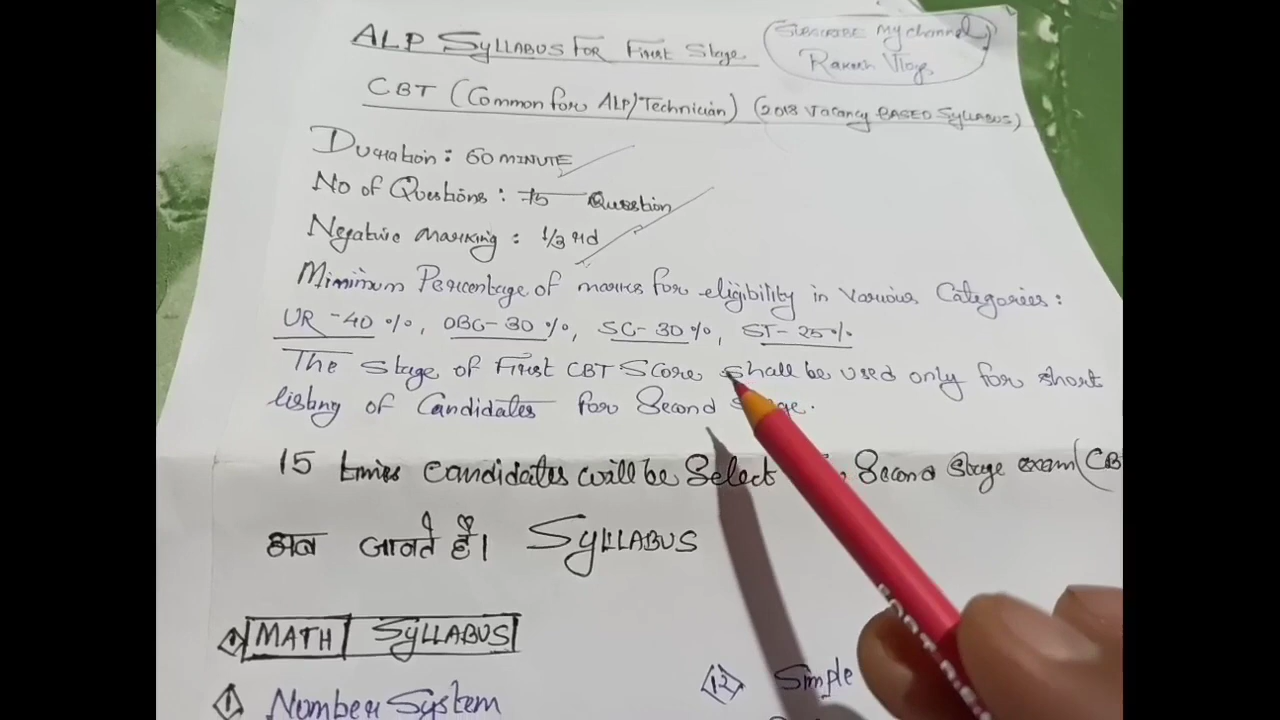 ALP SYLLABUS FOR First Stage
SUBSCRIBE My channel
Rakesh Vlogs
CBT (Common for ALP/Technician) (2018 Vacancy BASED SYLLABUS)
Duration: 60 MINUTE
No of Questions: 75 Question
Negative marking: 1/3 rd
Minimum Percentage of marks for eligibility in Various Categories:
UR-40%, OBC-30%, SC-30%, ST-25%
The Stage of First CBT Score shall be used only for short
listing of Candidates for Second
15 times candidates will be Select Second stage exam (CB
अब जानते है। SYLLABUS
MATH SYLLABUS
1 Number System
12 Simple